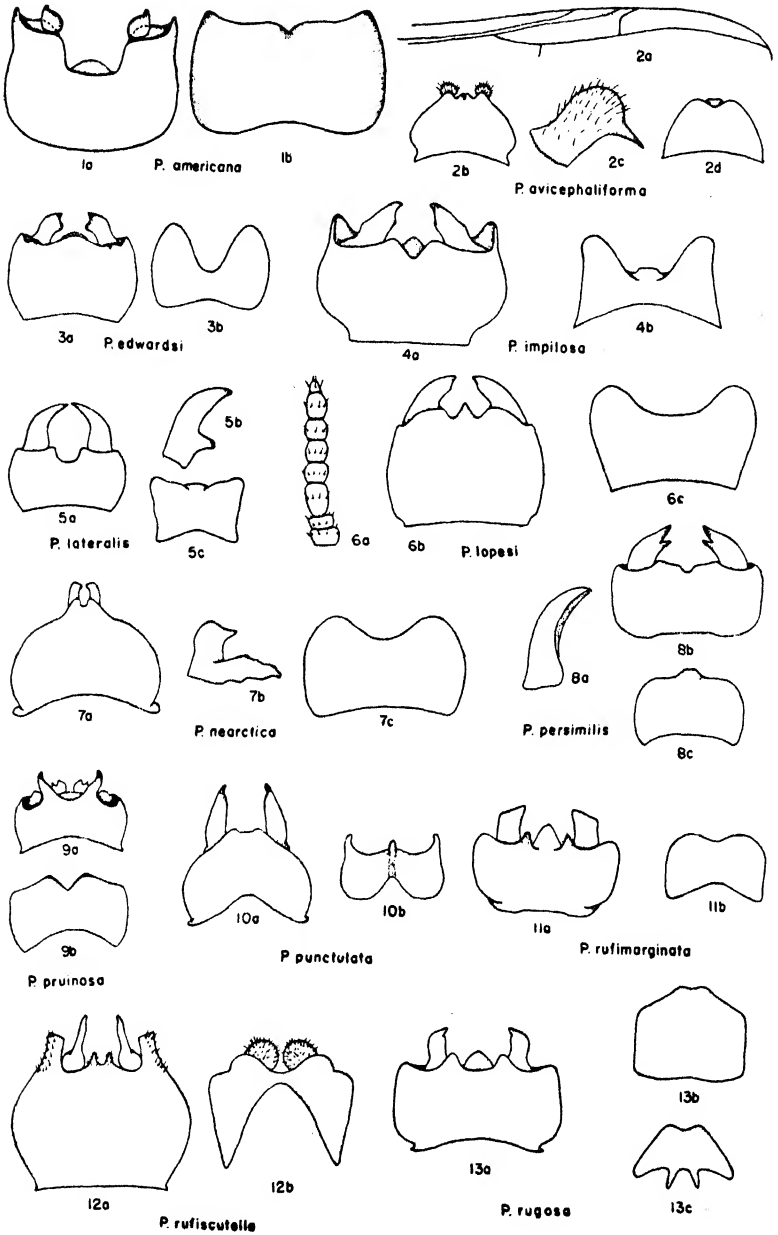 1a
P. americana
1b
2a
2b
2c
2d
P. avicephaliforma
3a
P. edwardsi
3b
4a
P. impilosa
4b
5a
5b
P. lateralis
5c
6a
6b
P. lopesi
6c
7a
7b
P. nearctica
7c
8a
P. persimilis
8b
8c
9a
9b
P. pruinosa
10a
10b
P punctulata
11a
11b
P. rufimarginata
12a
12b
P. rufiscutella
13a
P. rugosa
13b
13c